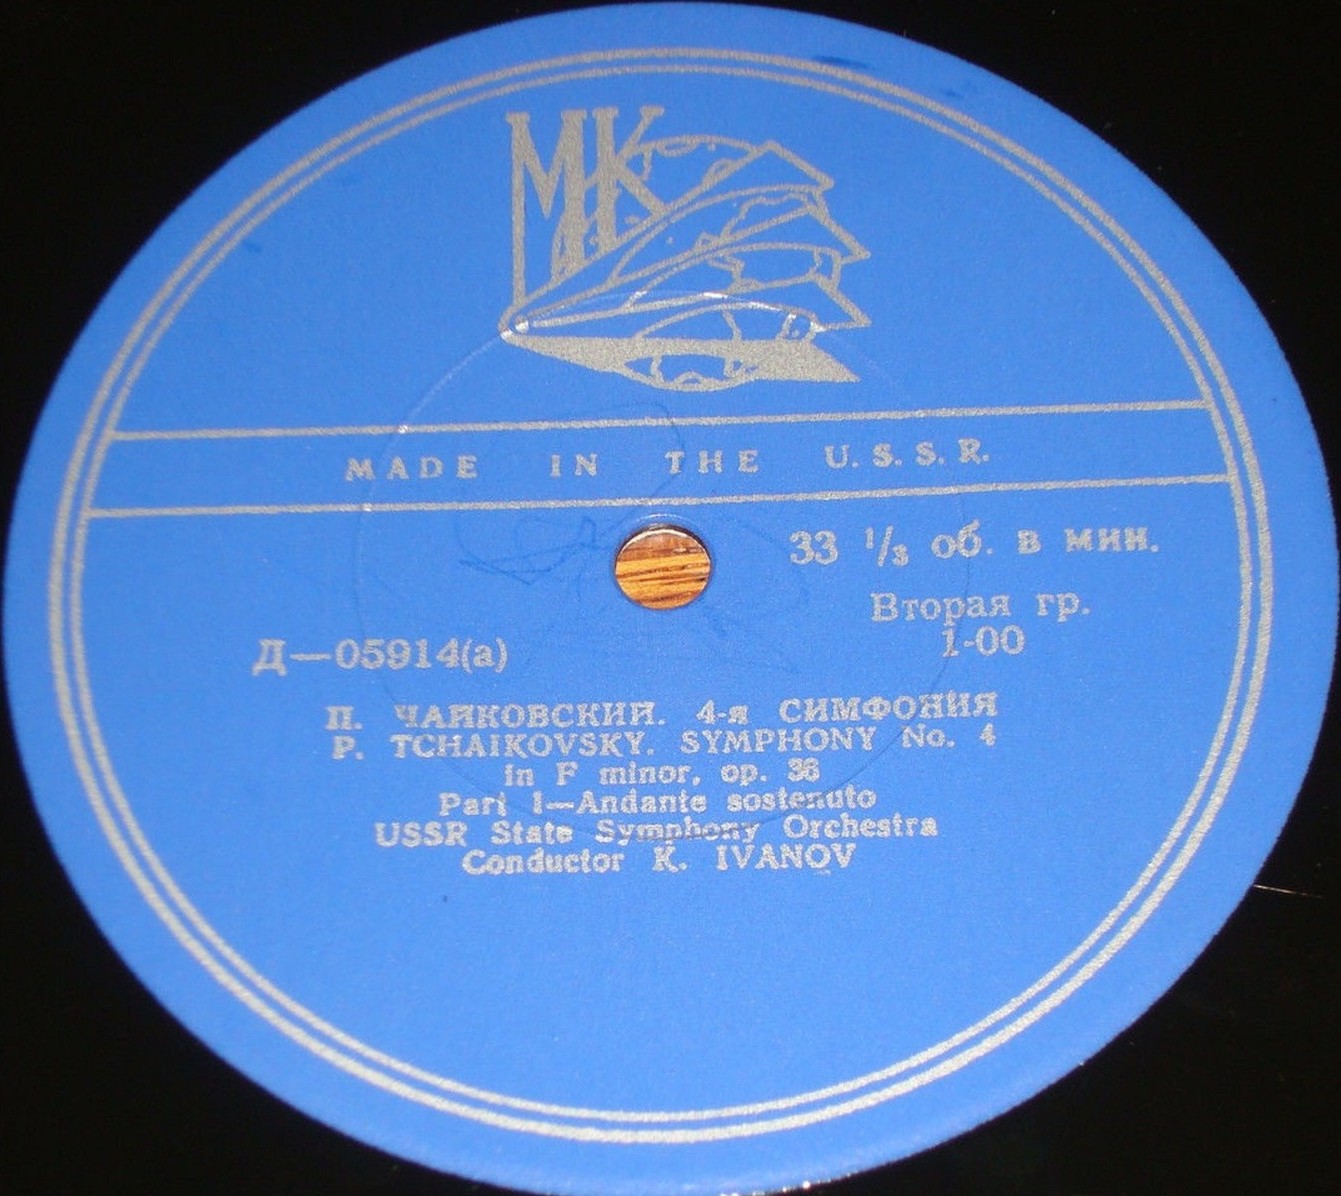 МК
MADE IN THE U.S.S.R.
33 1/3 об. в мин.
Вторая гр.
1-00
Д—05914(а)
П. ЧАЙКОВСКИЙ. 4-я СИМФОНИЯ
P. TCHAIKOVSKY. SYMPHONY No. 4
in F minor, op. 36
Part I—Andante sostenuto
USSR State Symphony Orchestra
Conductor K. IVANOV